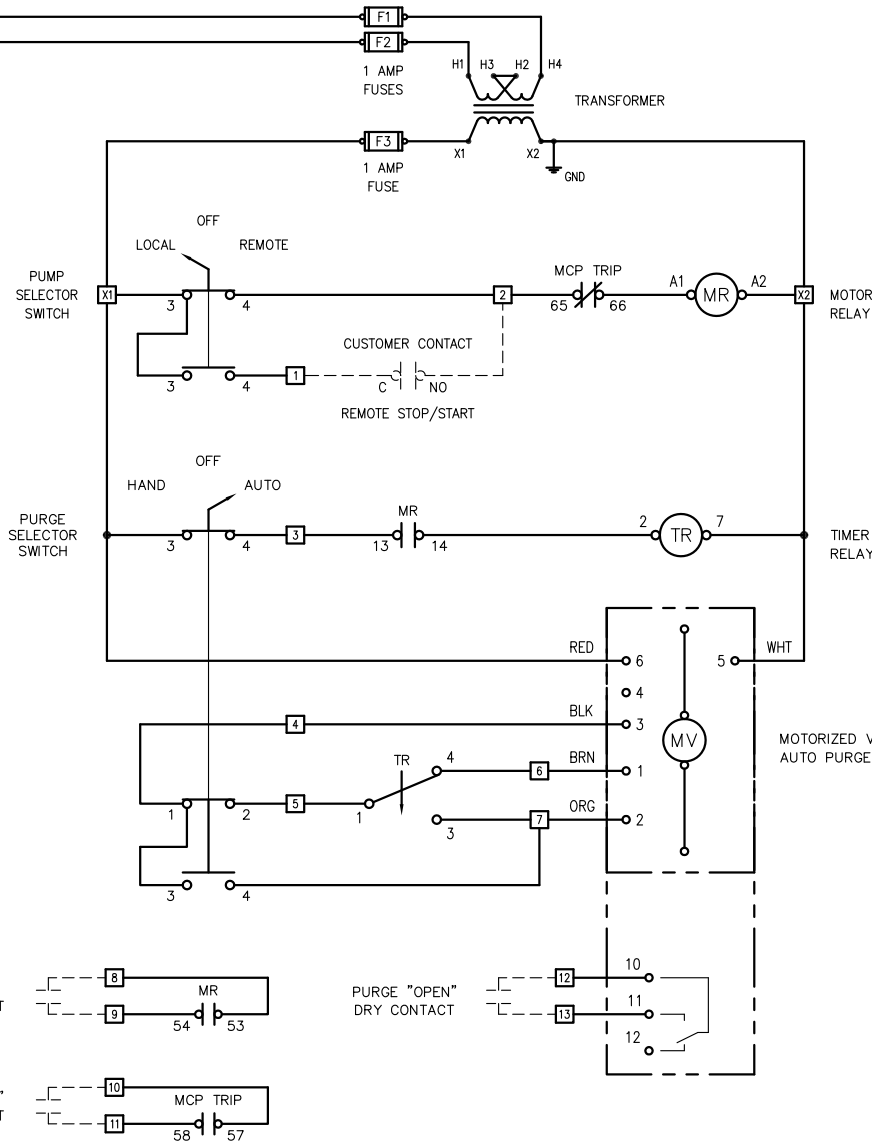 F1
F2
1 AMP
FUSES
H1 H3 H2 H4
TRANSFORMER
F3
1 AMP
FUSE
X1 X2
GND
OFF
LOCAL REMOTE
PUMP
SELECTOR
SWITCH
X1
3 4
2
MCP TRIP
65 66
A1 MR A2
X2
MOTOR
RELAY
3 4
1
CUSTOMER CONTACT
C NO
REMOTE STOP/START
OFF
HAND AUTO
PURGE
SELECTOR
SWITCH
3 4
3
MR
13 14
2 TR 7
TIMER
RELAY
RED 6
5 WHT
4
4
BLK 3
MV
MOTORIZED V
AUTO PURGE
TR
4
6
BRN 1
1 2
5
1
3
7
ORG 2
3 4
8
MR
9
54 53
T
PURGE "OPEN"
DRY CONTACT
12
13
10
11
12
10
MCP TRIP
11
58 57
"
T